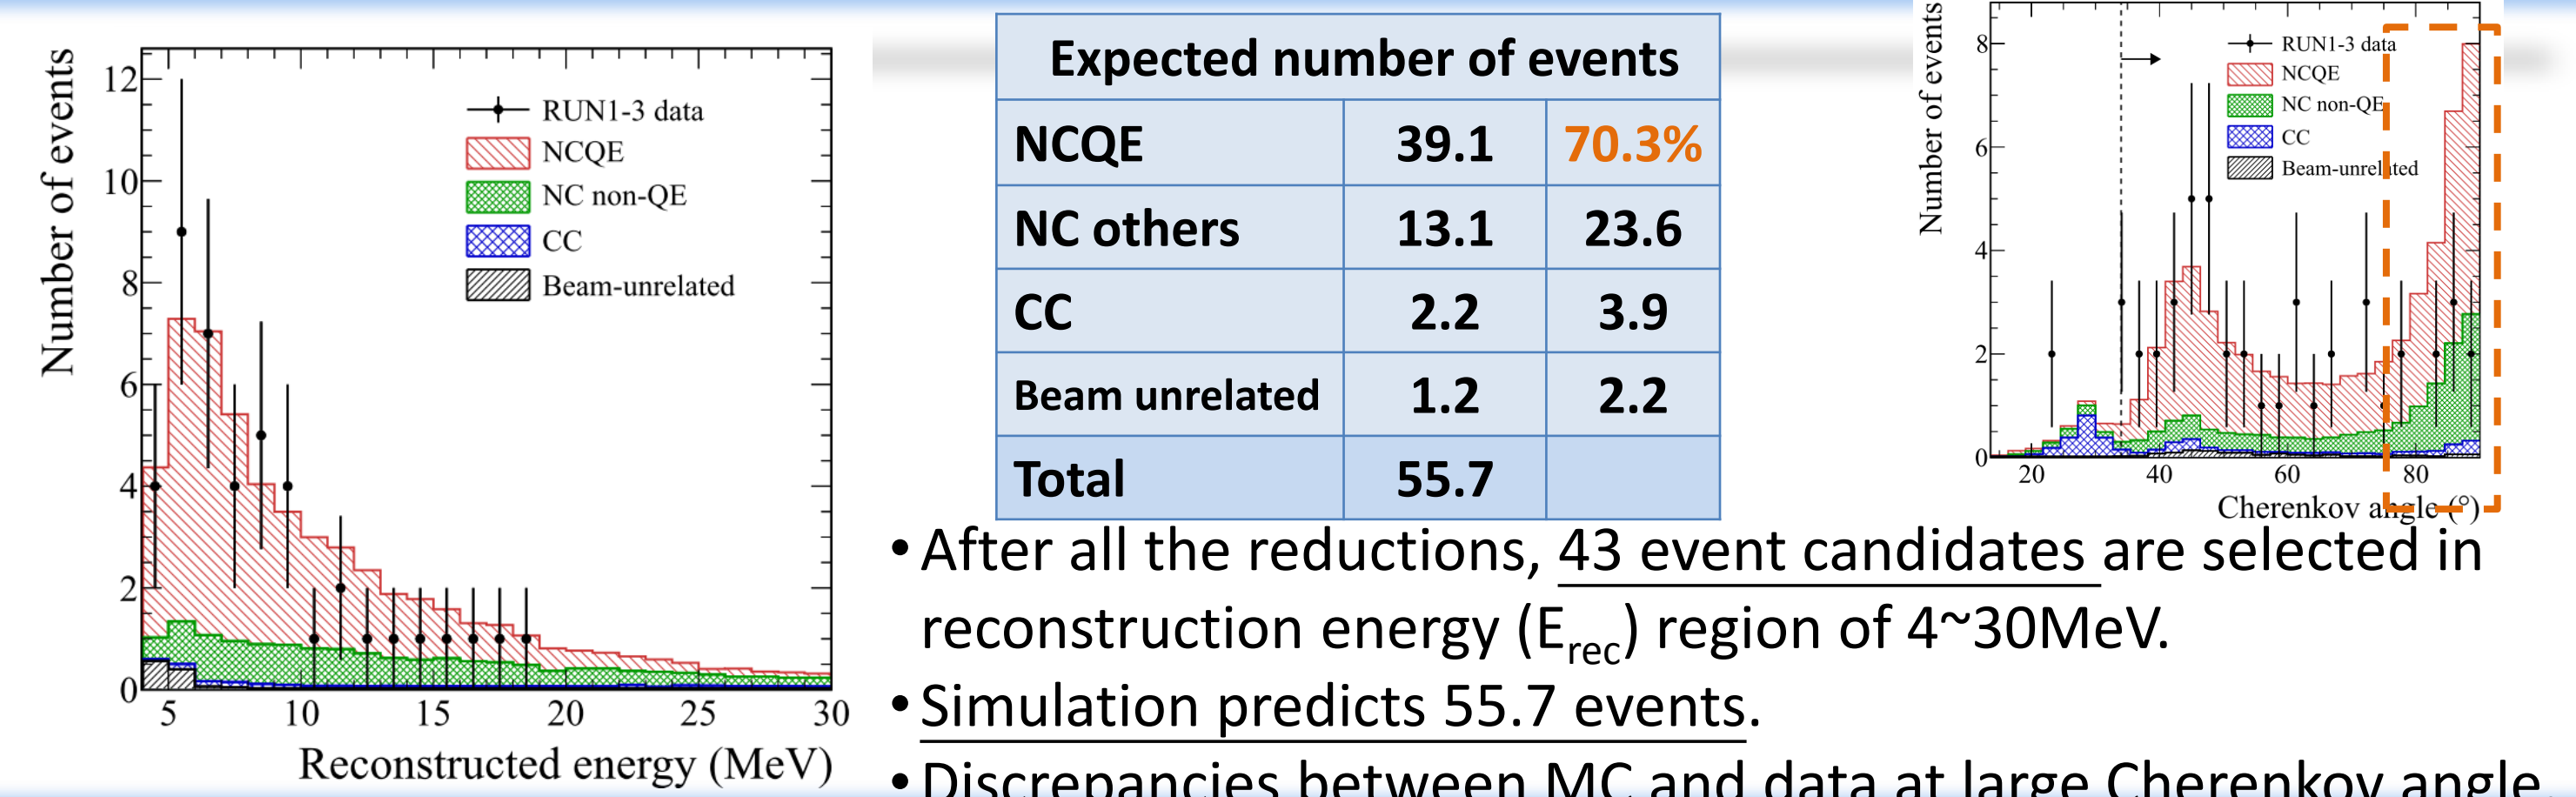 Number of events
12
10
8
6
4
2
0
5 10 15 20 25 30
Reconstructed energy (MeV)
RUN1-3 data
NCQE
NC non-QE
CC
Beam-unrelated
Expected number of events
NCQE 39.1 70.3%
NC others 13.1 23.6
CC 2.2 3.9
Beam unrelated 1.2 2.2
Total 55.7
Number of events
8
6
4
2
0
20 40 60 80
Cherenkov angle (°)
RUN1-3 data
NCQE
NC non-QE
CC
Beam-unrelated
•After all the reductions, 43 event candidates are selected in
reconstruction energy (Erec) region of 4~30MeV.
•Simulation predicts 55.7 events.
•Discrepancies between MC and data at large Cherenkov angle.